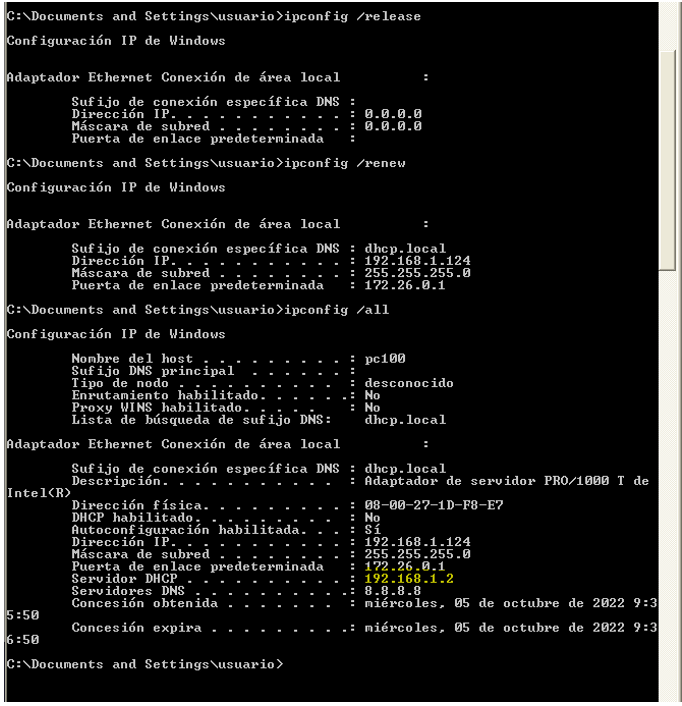 C:\Documents and Settings\usuario>ipconfig /release
Configuración IP de Windows
Adaptador Ethernet Conexión de área local          :
Sufijo de conexión específica DNS :
Dirección IP. . . . . . . . . . . : 0.0.0.0
Máscara de subred . . . . . . . . : 0.0.0.0
Puerta de enlace predeterminada   :
C:\Documents and Settings\usuario>ipconfig /renew
Configuración IP de Windows
Adaptador Ethernet Conexión de área local          :
Sufijo de conexión específica DNS : dhcp.local
Dirección IP. . . . . . . . . . . : 192.168.1.124
Máscara de subred . . . . . . . . : 255.255.255.0
Puerta de enlace predeterminada   : 172.26.0.1
C:\Documents and Settings\usuario>ipconfig /all
Configuración IP de Windows
Nombre del host . . . . . . . . . : pc100
Sufijo DNS principal  . . . . . . :
Tipo de nodo . . . . . . . . . .  : desconocido
Enrutamiento habilitado. . . . . .: No
Proxy WINS habilitado. . . . .    : No
Lista de búsqueda de sufijo DNS:    dhcp.local
Adaptador Ethernet Conexión de área local          :
Sufijo de conexión específica DNS : dhcp.local
Descripción. . . . . . . . . . .  : Adaptador de servidor PRO/1000 T de
Intel(R)
Dirección física. . . . . . . . . : 08-00-27-1D-F8-E7
DHCP habilitado. . . . . . . . .  : No
Autoconfiguración habilitada. . . : Sí
Dirección IP. . . . . . . . . . . : 192.168.1.124
Máscara de subred . . . . . . . . : 255.255.255.0
Puerta de enlace predeterminada   : 172.26.0.1
Servidor DHCP . . . . . . . . . . : 192.168.1.2
Servidores DNS . . . . . . . . . .: 8.8.8.8
Concesión obtenida . . . . . . .  : miércoles, 05 de octubre de 2022 9:3
5:50
Concesión expira . . . . . . . . .: miércoles, 05 de octubre de 2022 9:3
6:50
C:\Documents and Settings\usuario>